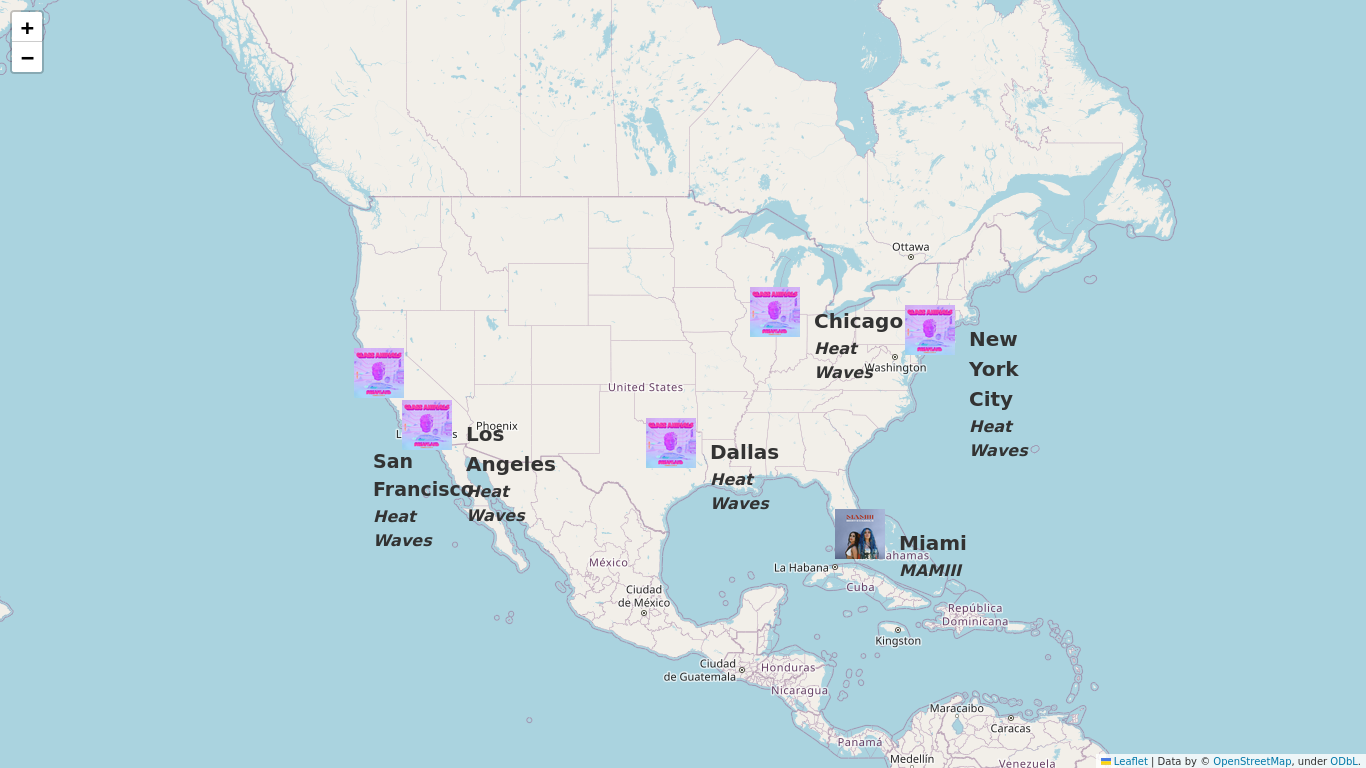 +
−
Ottawa
Chicago
Heat
Waves
Washington
New
York
City
Heat
Waves
United States
Phoenix
Los
Angeles
Heat
Waves
San
Francisco
Heat
Waves
Dallas
Heat
Waves
Miami
MAMIII
La Habana
Cuba
México
Ciudad
de México
República
Dominicana
Kingston
Ciudad
de Guatemala
Honduras
Nicaragua
Maracaibo
Caracas
Panamá
Medellín
Venezuela
Leaflet | Data by © OpenStreetMap, under ODbL.